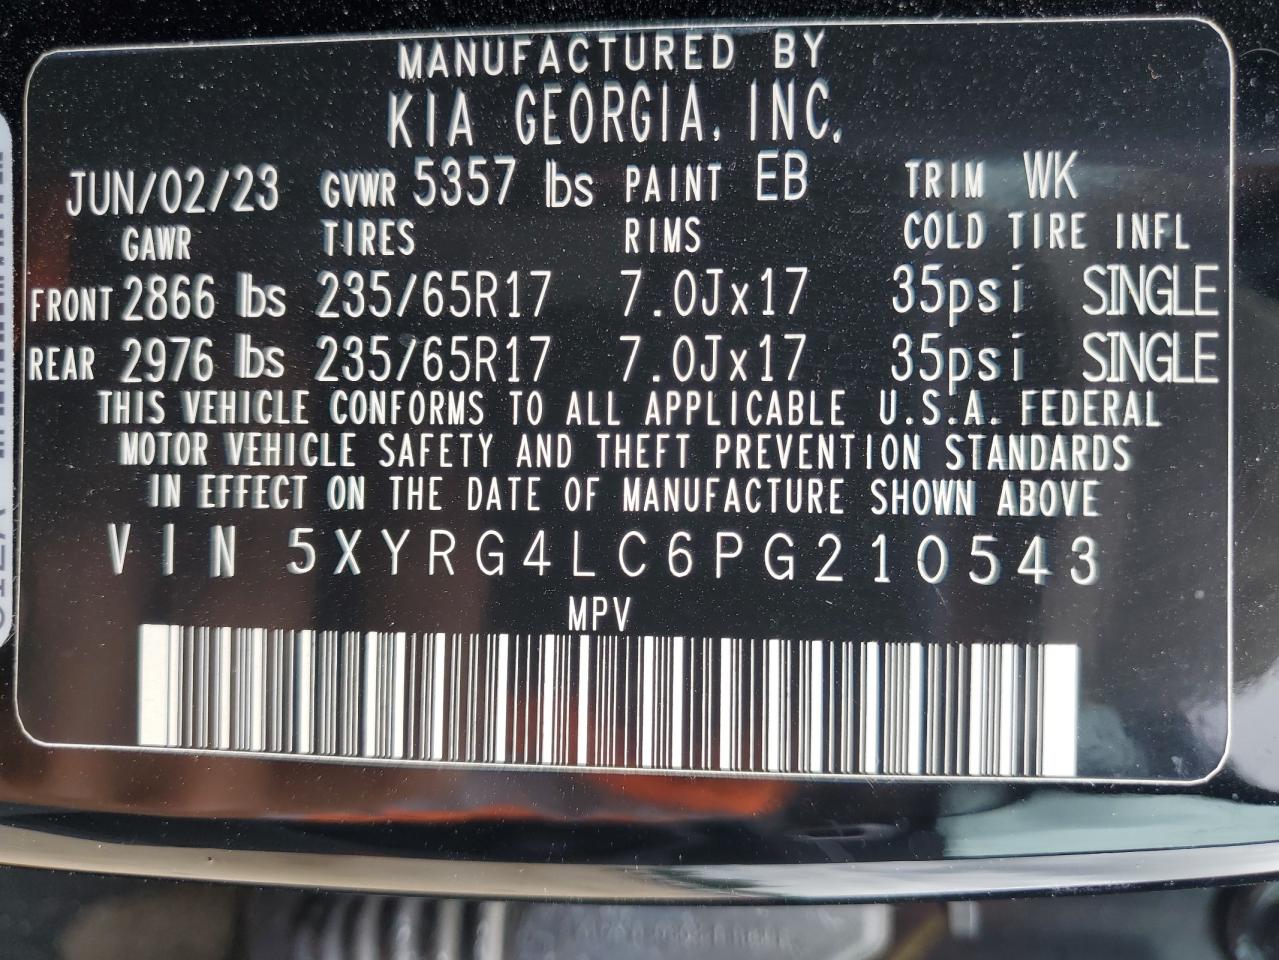 MANUFACTURED BY
KIA GEORGIA, INC.
JUN/02/23 GVWR 5357 lbs PAINT EB TRIM WK
GAWR TIRES RIMS COLD TIRE INFL
FRONT 2866 lbs 235/65R17 7.0Jx17 35psi SINGLE
REAR 2976 lbs 235/65R17 7.0Jx17 35psi SINGLE
THIS VEHICLE CONFORMS TO ALL APPLICABLE U.S.A. FEDERAL
MOTOR VEHICLE SAFETY AND THEFT PREVENTION STANDARDS
IN EFFECT ON THE DATE OF MANUFACTURE SHOWN ABOVE
VIN 5XYRG4LC6PG210543
MPV